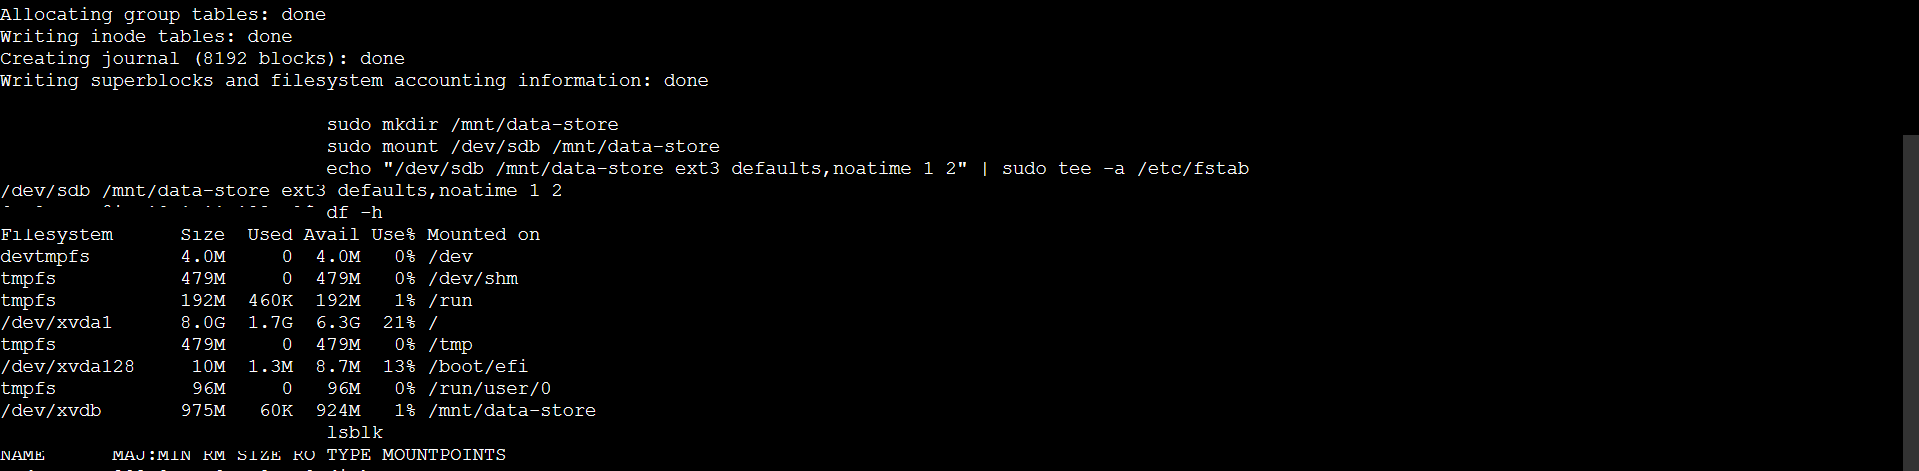 Allocating group tables: done
Writing inode tables: done
Creating journal (8192 blocks): done
Writing superblocks and filesystem accounting information: done
sudo mkdir /mnt/data-store
sudo mount /dev/sdb /mnt/data-store
echo "/dev/sdb /mnt/data-store ext3 defaults,noatime 1 2" | sudo tee -a /etc/fstab
/dev/sdb /mnt/data-store ext3 defaults,noatime 1 2
df -h
Filesystem Size Used Avail Use% Mounted on
devtmpfs 4.0M 0 4.0M 0% /dev
tmpfs 479M 0 479M 0% /dev/shm
tmpfs 192M 460K 192M 1% /run
/dev/xvda1 8.0G 1.7G 6.3G 21% /
tmpfs 479M 0 479M 0% /tmp
/dev/xvda128 10M 1.3M 8.7M 13% /boot/efi
tmpfs 96M 0 96M 0% /run/user/0
/dev/xvdb 975M 60K 924M 1% /mnt/data-store
lsblk
NAME MAJ:MIN RM SIZE RO TYPE MOUNTPOINTS